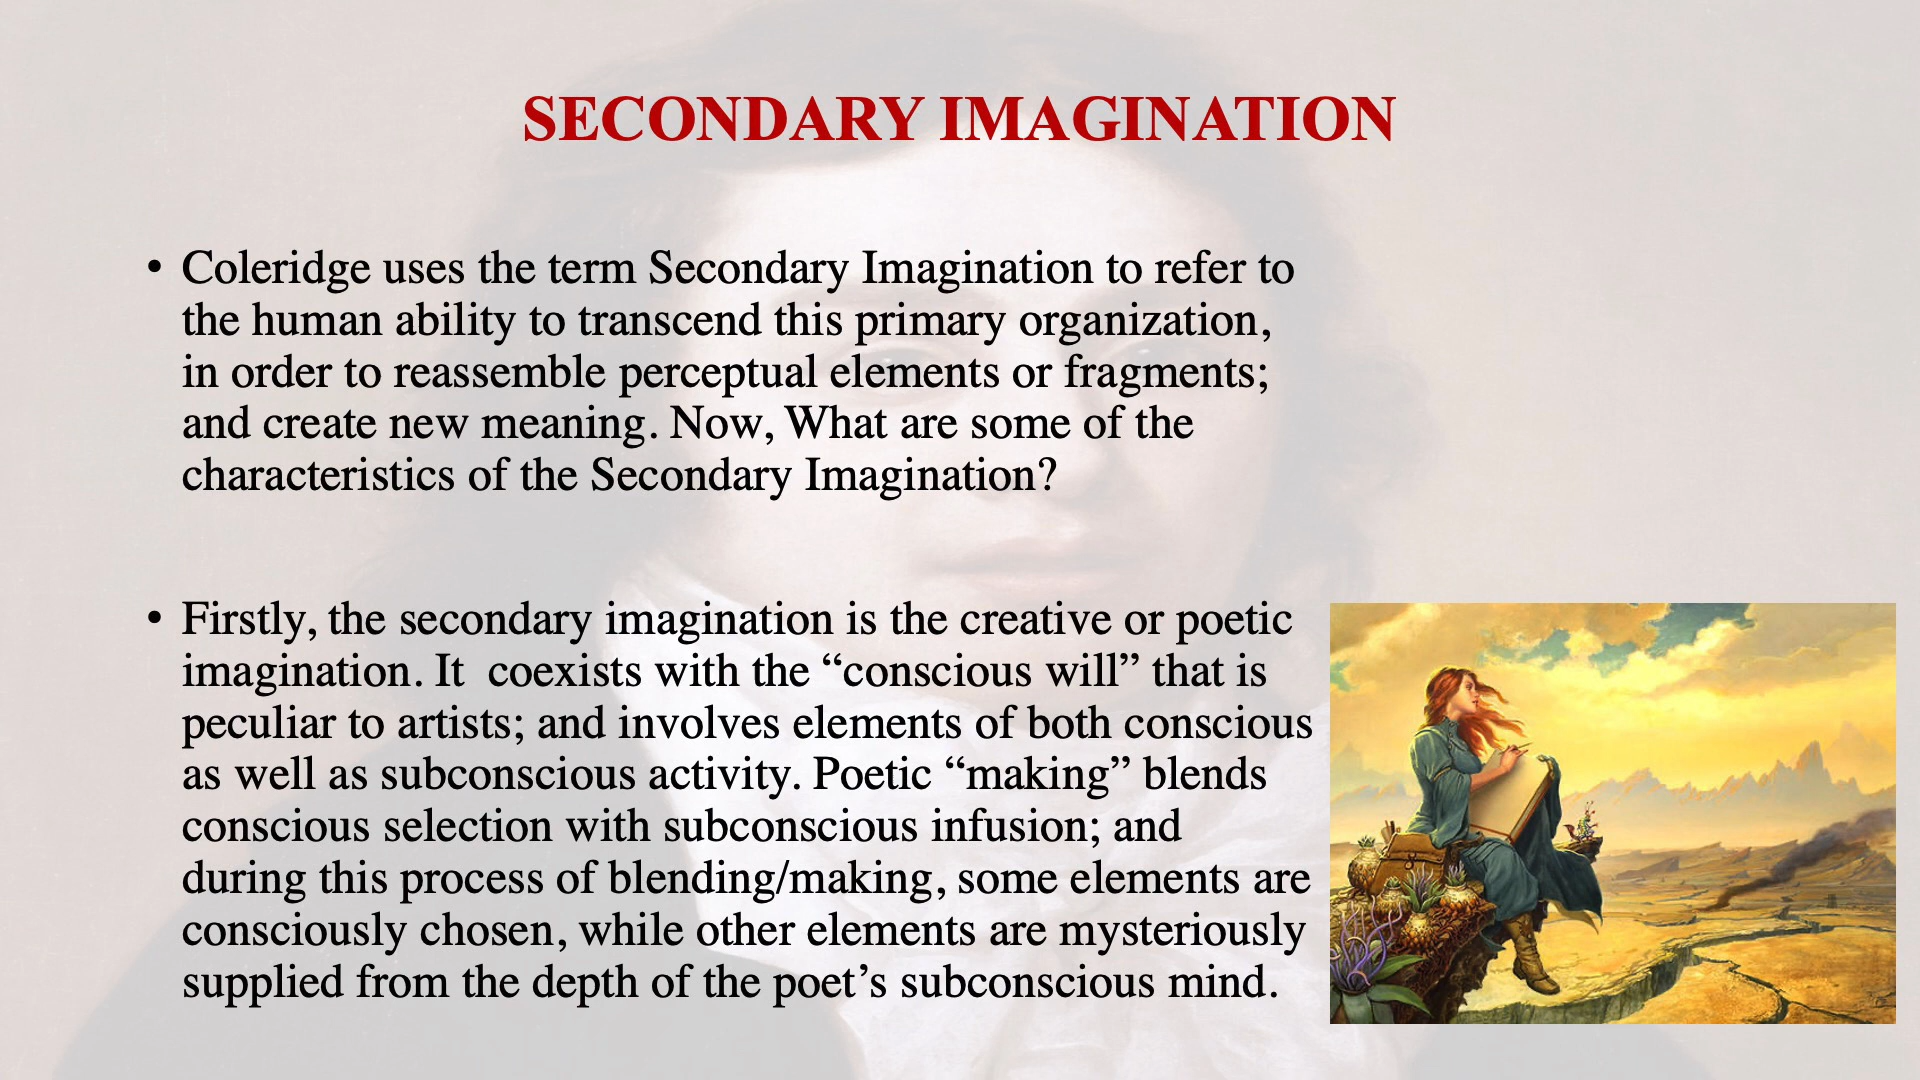 SECONDARY IMAGINATION
• Coleridge uses the term Secondary Imagination to refer to
the human ability to transcend this primary organization,
in order to reassemble perceptual elements or fragments;
and create new meaning. Now, What are some of the
characteristics of the Secondary Imagination?
• Firstly, the secondary imagination is the creative or poetic
imagination. It  coexists with the “conscious will” that is
peculiar to artists; and involves elements of both conscious
as well as subconscious activity. Poetic “making” blends
conscious selection with subconscious infusion; and
during this process of blending/making, some elements are
consciously chosen, while other elements are mysteriously
supplied from the depth of the poet’s subconscious mind.